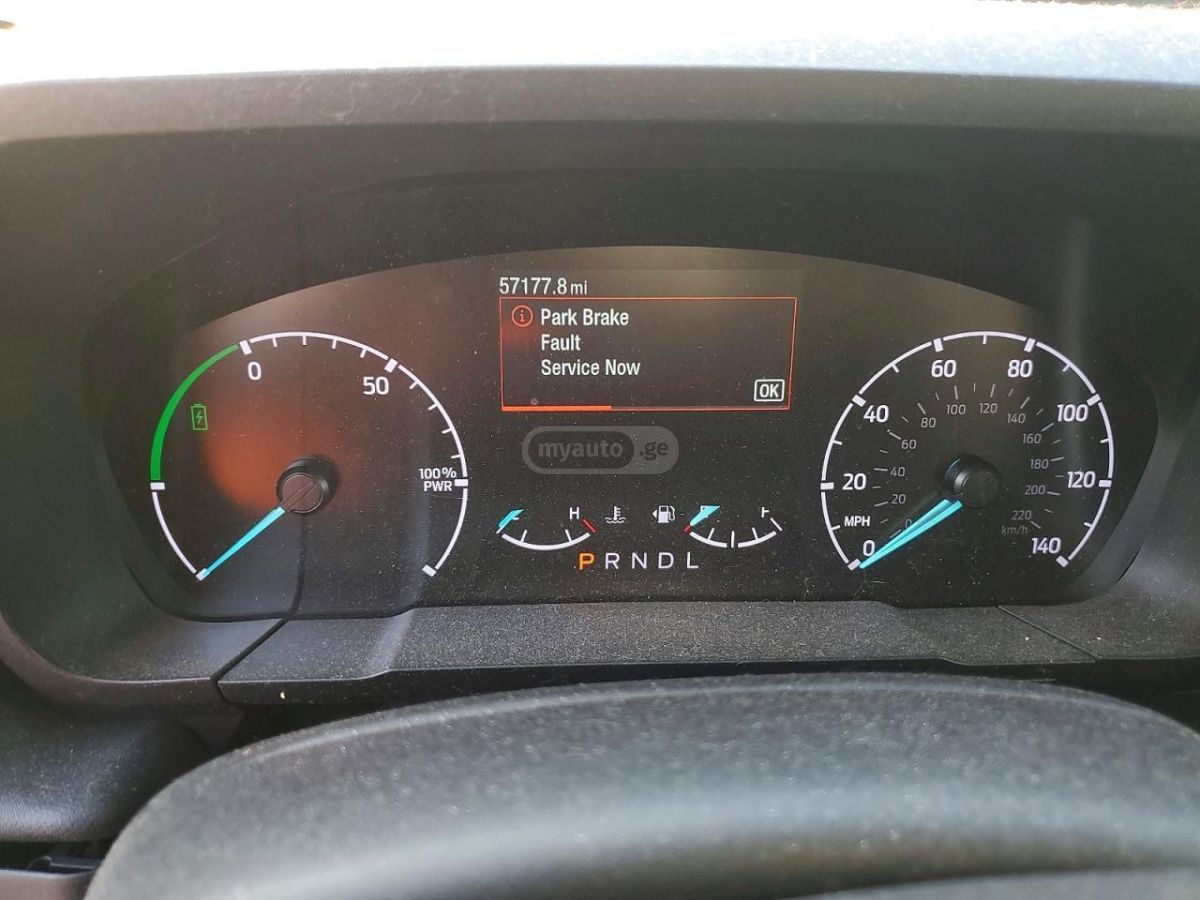 57177.8 mi
Park Brake
Fault
Service Now
OK
0
50
100%
PWR
myauto.ge
H
F
P R N D L
0 20 40 60 80 100 120 140
MPH
20 40 60 80 100 120 140 160 180 200 220
km/h